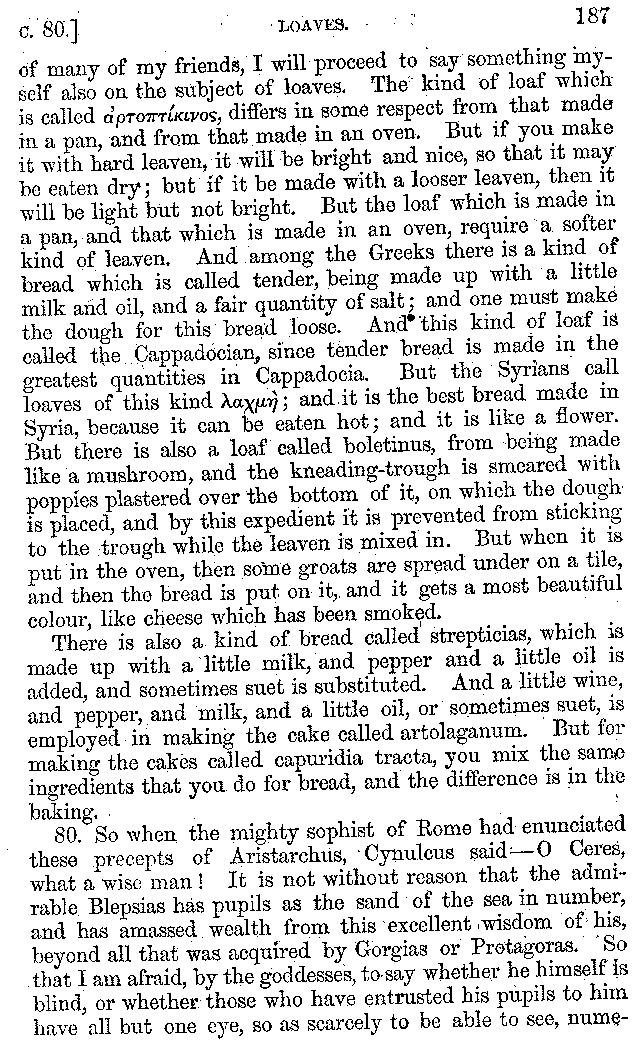 c. 80.] LOAVES. 187
of many of my friends, I will proceed to say something my-
self also on the subject of loaves. The kind of loaf which
is called ἀρτοπτίκινος, differs in some respect from that made
in a pan, and from that made in an oven. But if you make
it with hard leaven, it will be bright and nice, so that it may
be eaten dry; but if it be made with a looser leaven, then it
will be light but not bright. But the loaf which is made in
a pan, and that which is made in an oven, require a softer
kind of leaven. And among the Greeks there is a kind of
bread which is called tender, being made up with a little
milk and oil, and a fair quantity of salt; and one must make
the dough for this bread loose. And this kind of loaf is
called the Cappadocian, since tender bread is made in the
greatest quantities in Cappadocia. But the Syrians call
loaves of this kind λαχμὴ; and it is the best bread made in
Syria, because it can be eaten hot; and it is like a flower.
But there is also a loaf called boletinus, from being made
like a mushroom, and the kneading-trough is smeared with
poppies plastered over the bottom of it, on which the dough
is placed, and by this expedient it is prevented from sticking
to the trough while the leaven is mixed in. But when it is
put in the oven, then some groats are spread under on a tile,
and then the bread is put on it, and it gets a most beautiful
colour, like cheese which has been smoked.
There is also a kind of bread called strepticias, which is
made up with a little milk, and pepper and a little oil is
added, and sometimes suet is substituted. And a little wine,
and pepper, and milk, and a little oil, or sometimes suet, is
employed in making the cake called artolaganum. But for
making the cakes called capuridia tracta, you mix the same
ingredients that you do for bread, and the difference is in the
baking.
80. So when the mighty sophist of Rome had enunciated
these precepts of Aristarchus, Cynulcus said—O Ceres,
what a wise man! It is not without reason that the admi-
rable Blepsias has pupils as the sand of the sea in number,
and has amassed wealth from this excellent wisdom of his,
beyond all that was acquired by Gorgias or Protagoras. So
that I am afraid, by the goddesses, to say whether he himself is
blind, or whether those who have entrusted his pupils to him
have all but one eye, so as scarcely to be able to see, nume-